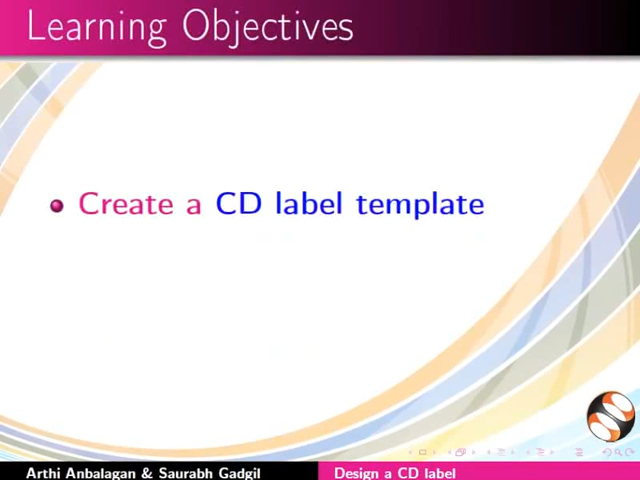 Learning Objectives
Create a CD label template
Arthi Anbalagan & Saurabh Gadgil
Design a CD label